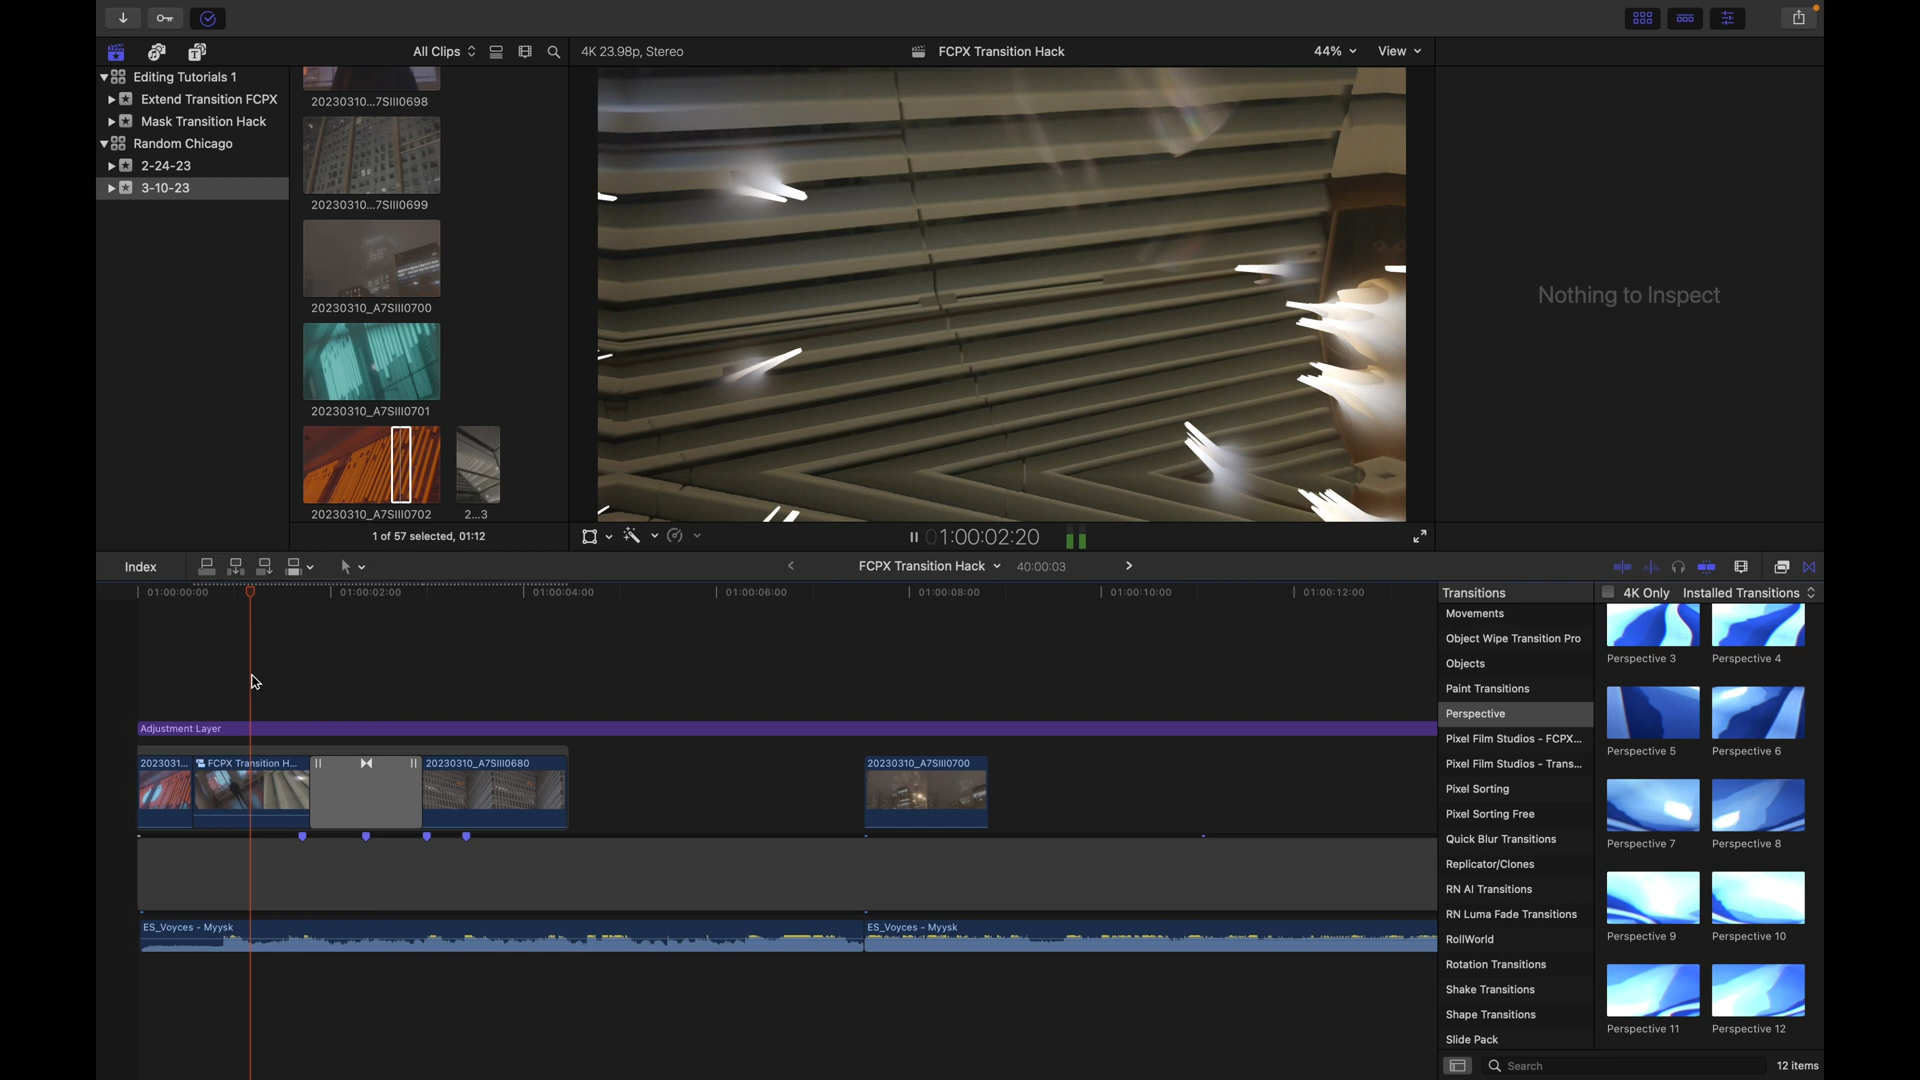 All Clips
4K 23.98p, Stereo
FCPX Transition Hack
44%
View
Editing Tutorials 1
Extend Transition FCPX
Mask Transition Hack
Random Chicago
2-24-23
3-10-23
20230310...7SIII0698
20230310...7SIII0699
20230310_A7SIII0700
20230310_A7SIII0701
20230310_A7SIII0702
2...3
1 of 57 selected, 01:12
Nothing to Inspect
01:00:02:20
Index
FCPX Transition Hack
40:00:03
01:00:00:00
01:00:02:00
01:00:04:00
01:00:06:00
01:00:08:00
01:00:10:00
01:00:12:00
Adjustment Layer
2023031...
FCPX Transition H...
20230310_A7SIII0680
20230310_A7SIII0700
ES_Voyces - Myysk
ES_Voyces - Myysk
Transitions
4K Only
Installed Transitions
Movements
Object Wipe Transition Pro
Objects
Paint Transitions
Perspective
Pixel Film Studios - FCPX...
Pixel Film Studios - Trans...
Pixel Sorting
Pixel Sorting Free
Quick Blur Transitions
Replicator/Clones
RN AI Transitions
RN Luma Fade Transitions
RollWorld
Rotation Transitions
Shake Transitions
Shape Transitions
Slide Pack
Perspective 3
Perspective 4
Perspective 5
Perspective 6
Perspective 7
Perspective 8
Perspective 9
Perspective 10
Perspective 11
Perspective 12
Search
12 items